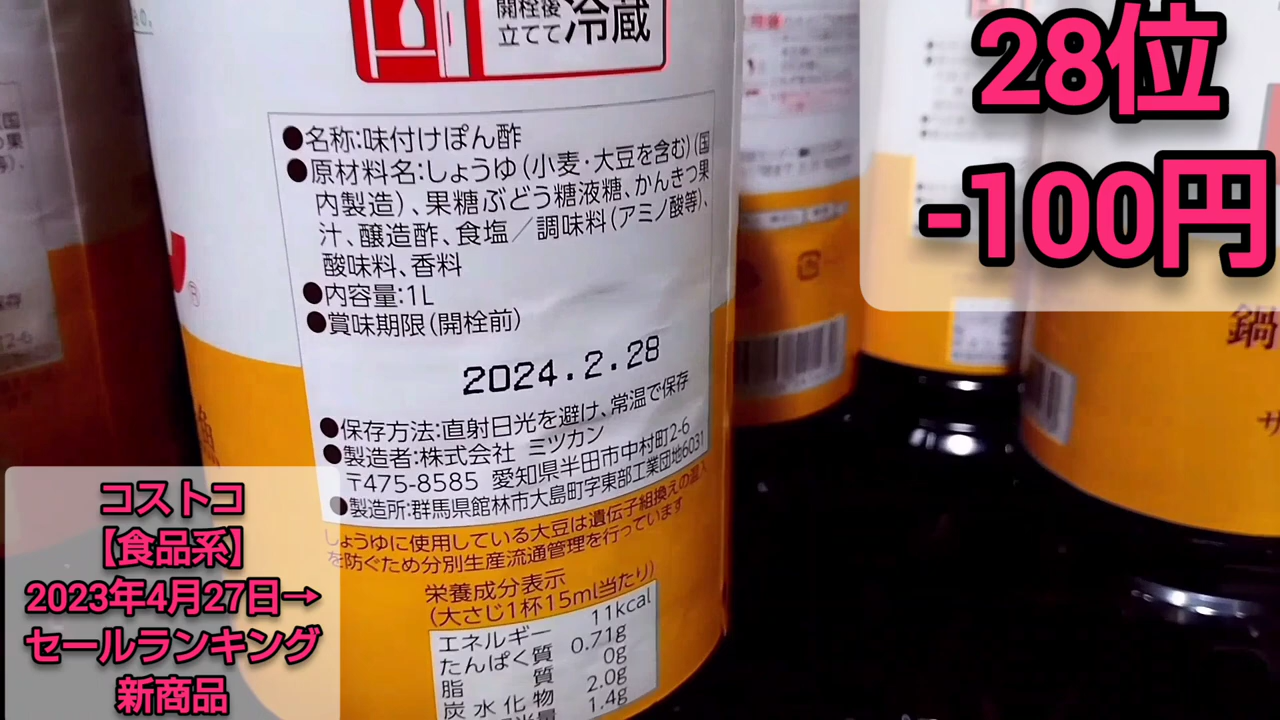 開栓後
立てて冷蔵
●名称:味付けぽん酢
●原材料名:しょうゆ(小麦・大豆を含む)(国
内製造)、果糖ぶどう糖液糖、かんきつ果
汁、醸造酢、食塩/調味料(アミノ酸等)、
酸味料、香料
●内容量:1L
●賞味期限(開栓前)
2024.2.28
●保存方法:直射日光を避け、常温で保存
●製造者:株式会社 ミツカン
〒475-8585 愛知県半田市中村町2-6
●製造所:群馬県館林市大島町字東部工業団地6031
しょうゆに使用している大豆は遺伝子組換えの混入
を防ぐため分別生産流通管理を行っています
栄養成分表示
(大さじ1杯15ml当たり)
エネルギー 11kcal
たんぱく質 0.71g
脂質 0g
炭水化物 2.0g
1.4g
28位
-100円
鍋
コストコ
【食品系】
2023年4月27日→
セールランキング
新商品